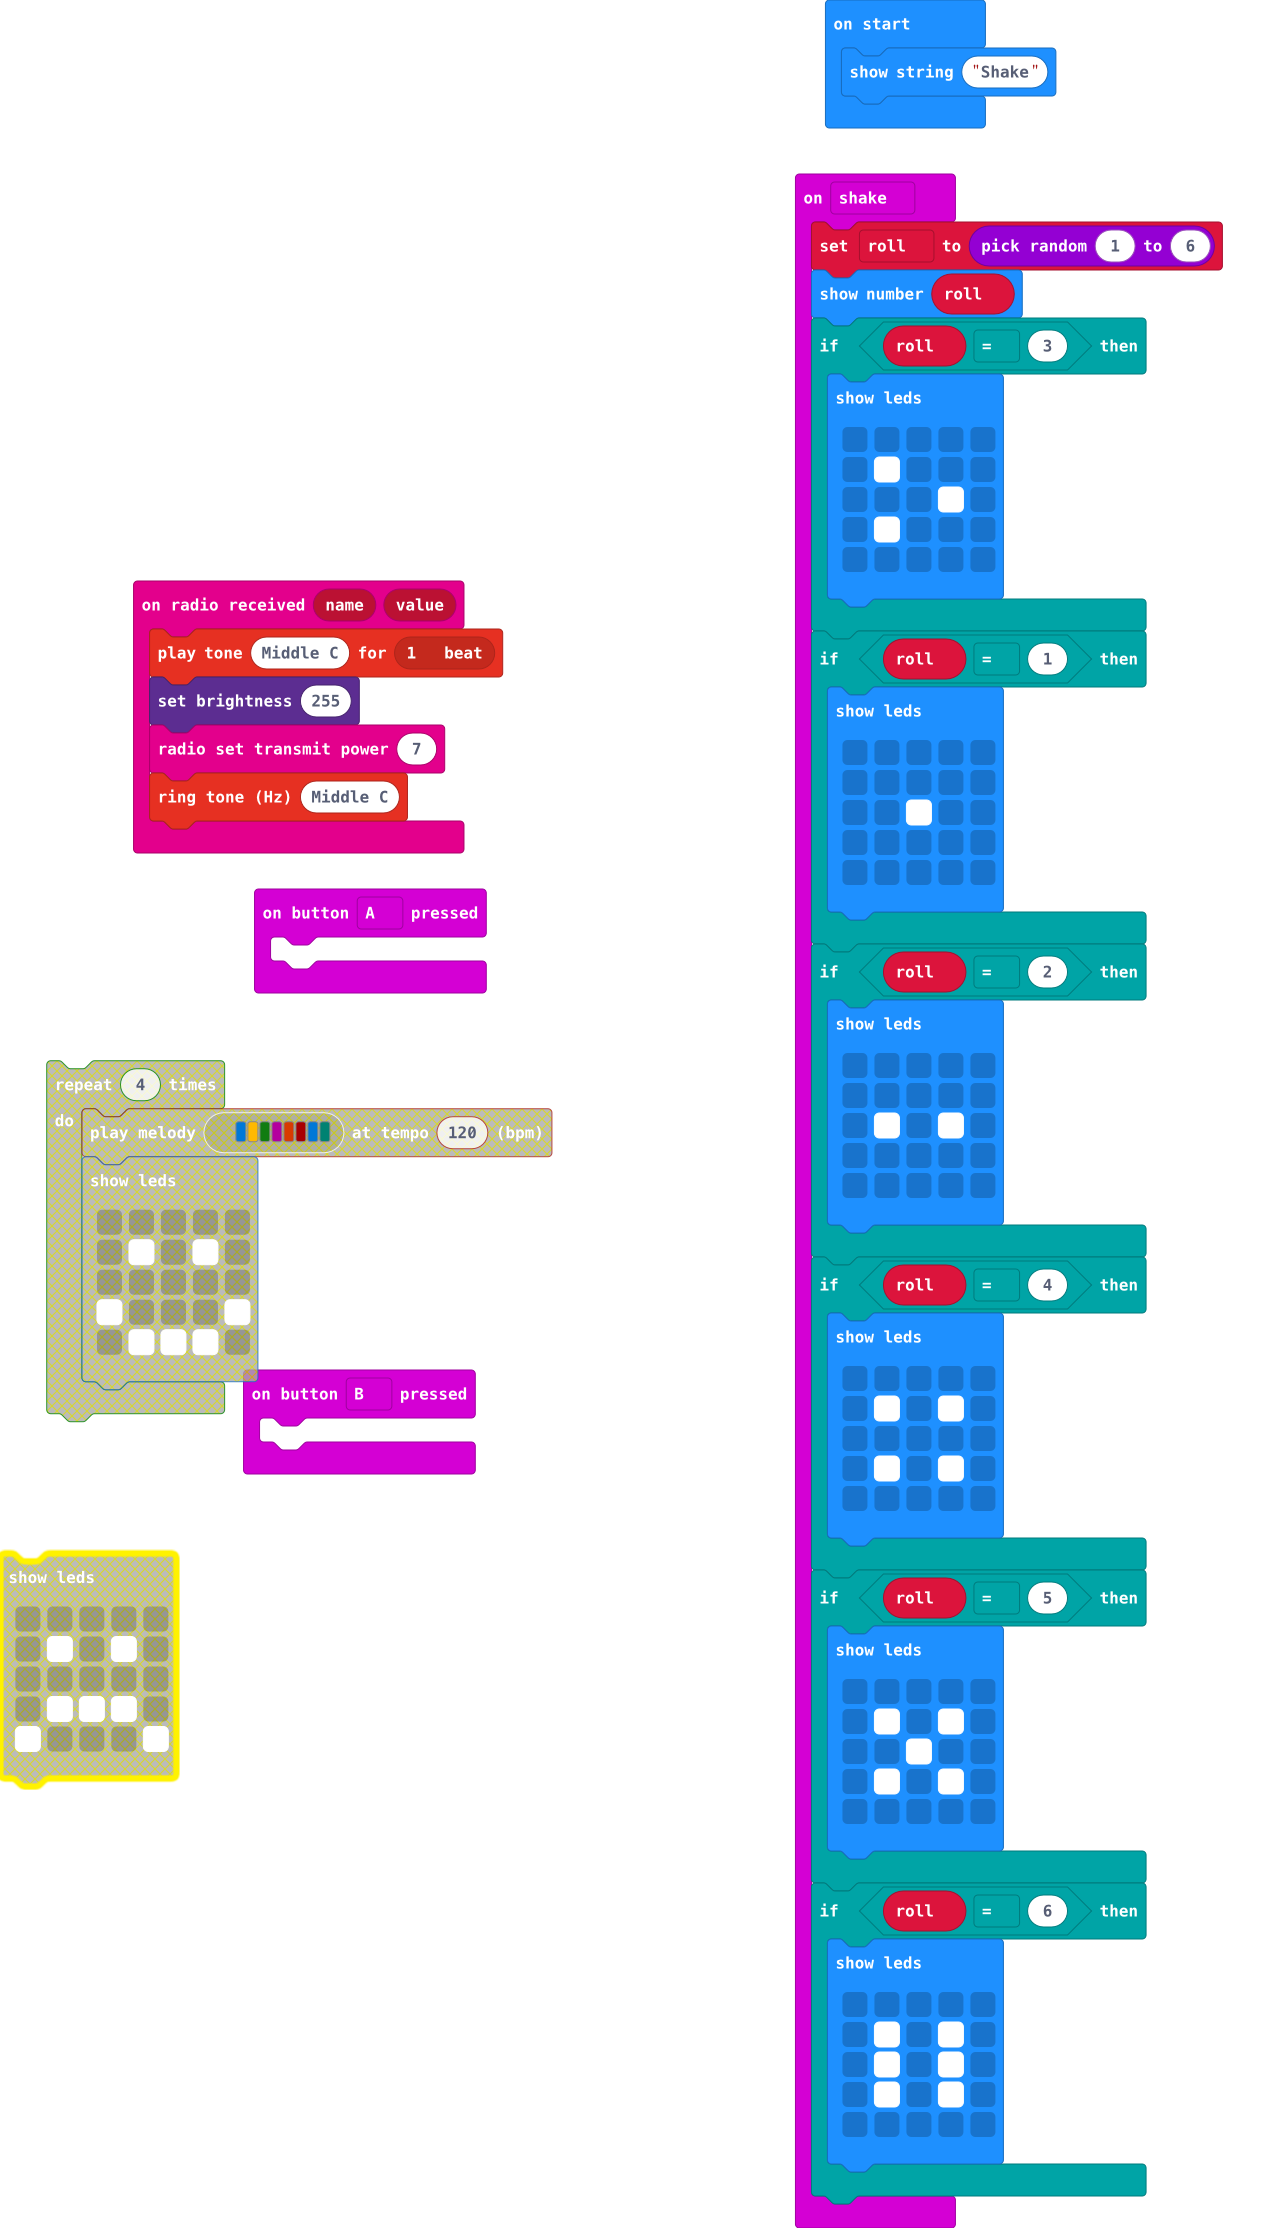 on start
show string "Shake"
on shake
set roll to pick random 1 to 6
show number roll
if roll = 3 then
show leds
if roll = 1 then
show leds
if roll = 2 then
show leds
if roll = 4 then
show leds
if roll = 5 then
show leds
if roll = 6 then
show leds
on radio received name value
play tone Middle C for 1 beat
set brightness 255
radio set transmit power 7
ring tone (Hz) Middle C
on button A pressed
repeat 4 times
do
play melody at tempo 120 (bpm)
show leds
on button B pressed
show leds